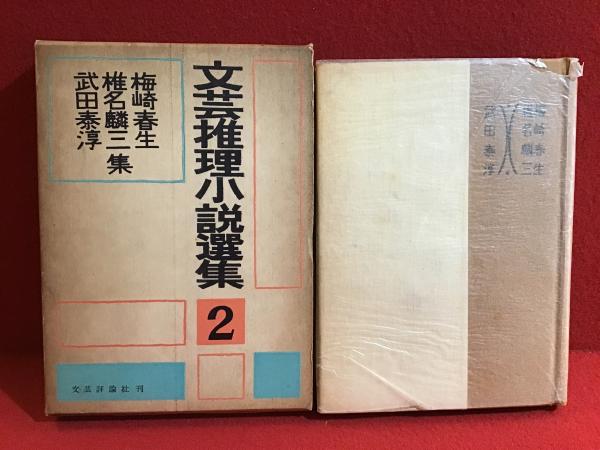 文芸推理小説選集
2
梅崎春生
椎名麟三集
武田泰淳
文芸評論社刊
梅崎春生
椎名麟三
武田泰淳